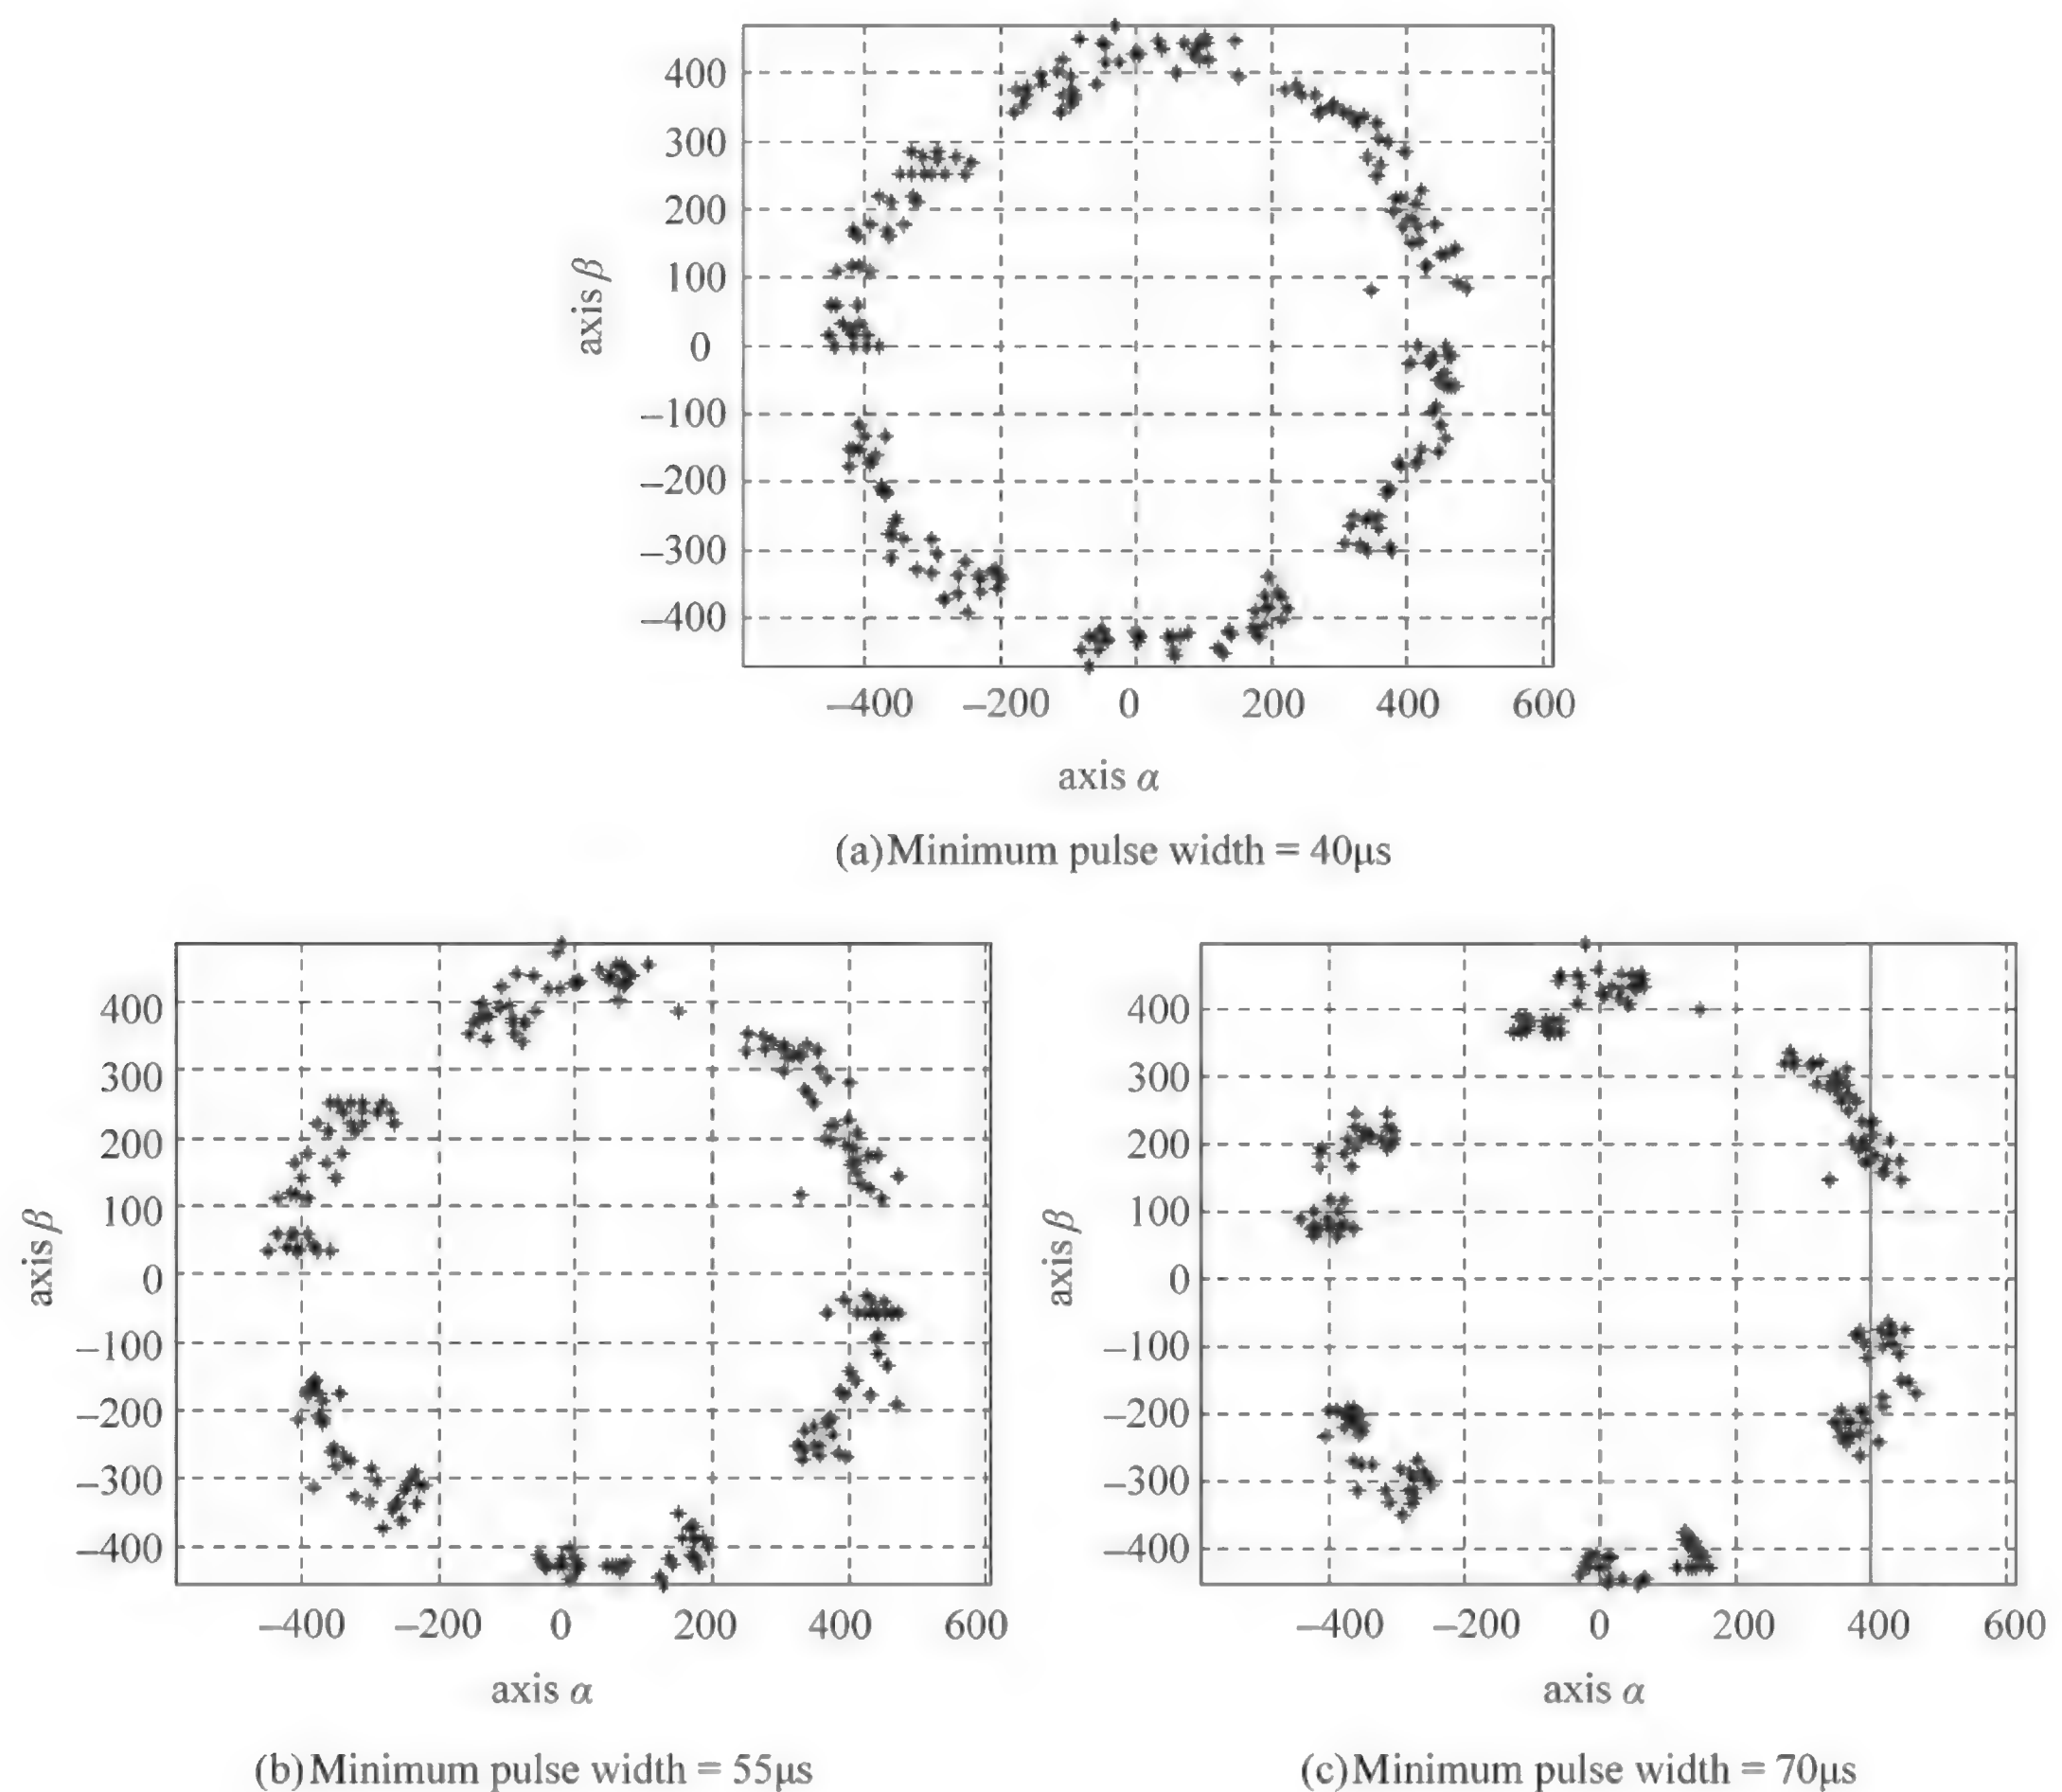 400
300
200
100
0
–100
–200
–300
–400
axis β
–400 –200 0 200 400 600
axis α
(a)Minimum pulse width = 40μs
400
300
200
100
0
–100
–200
–300
–400
axis β
–400 –200 0 200 400 600
axis α
(b)Minimum pulse width = 55μs
400
300
200
100
0
–100
–200
–300
–400
axis β
–400 –200 0 200 400 600
axis α
(c)Minimum pulse width = 70μs